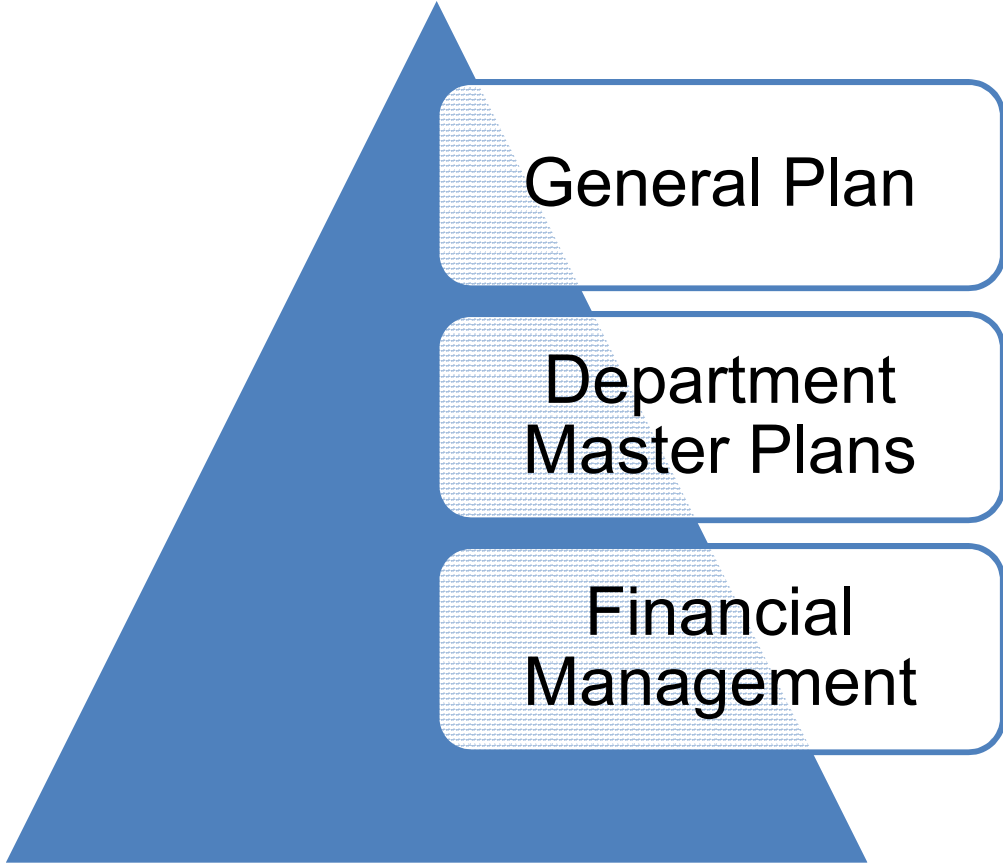 General Plan
Department
Master Plans
Financial
Management